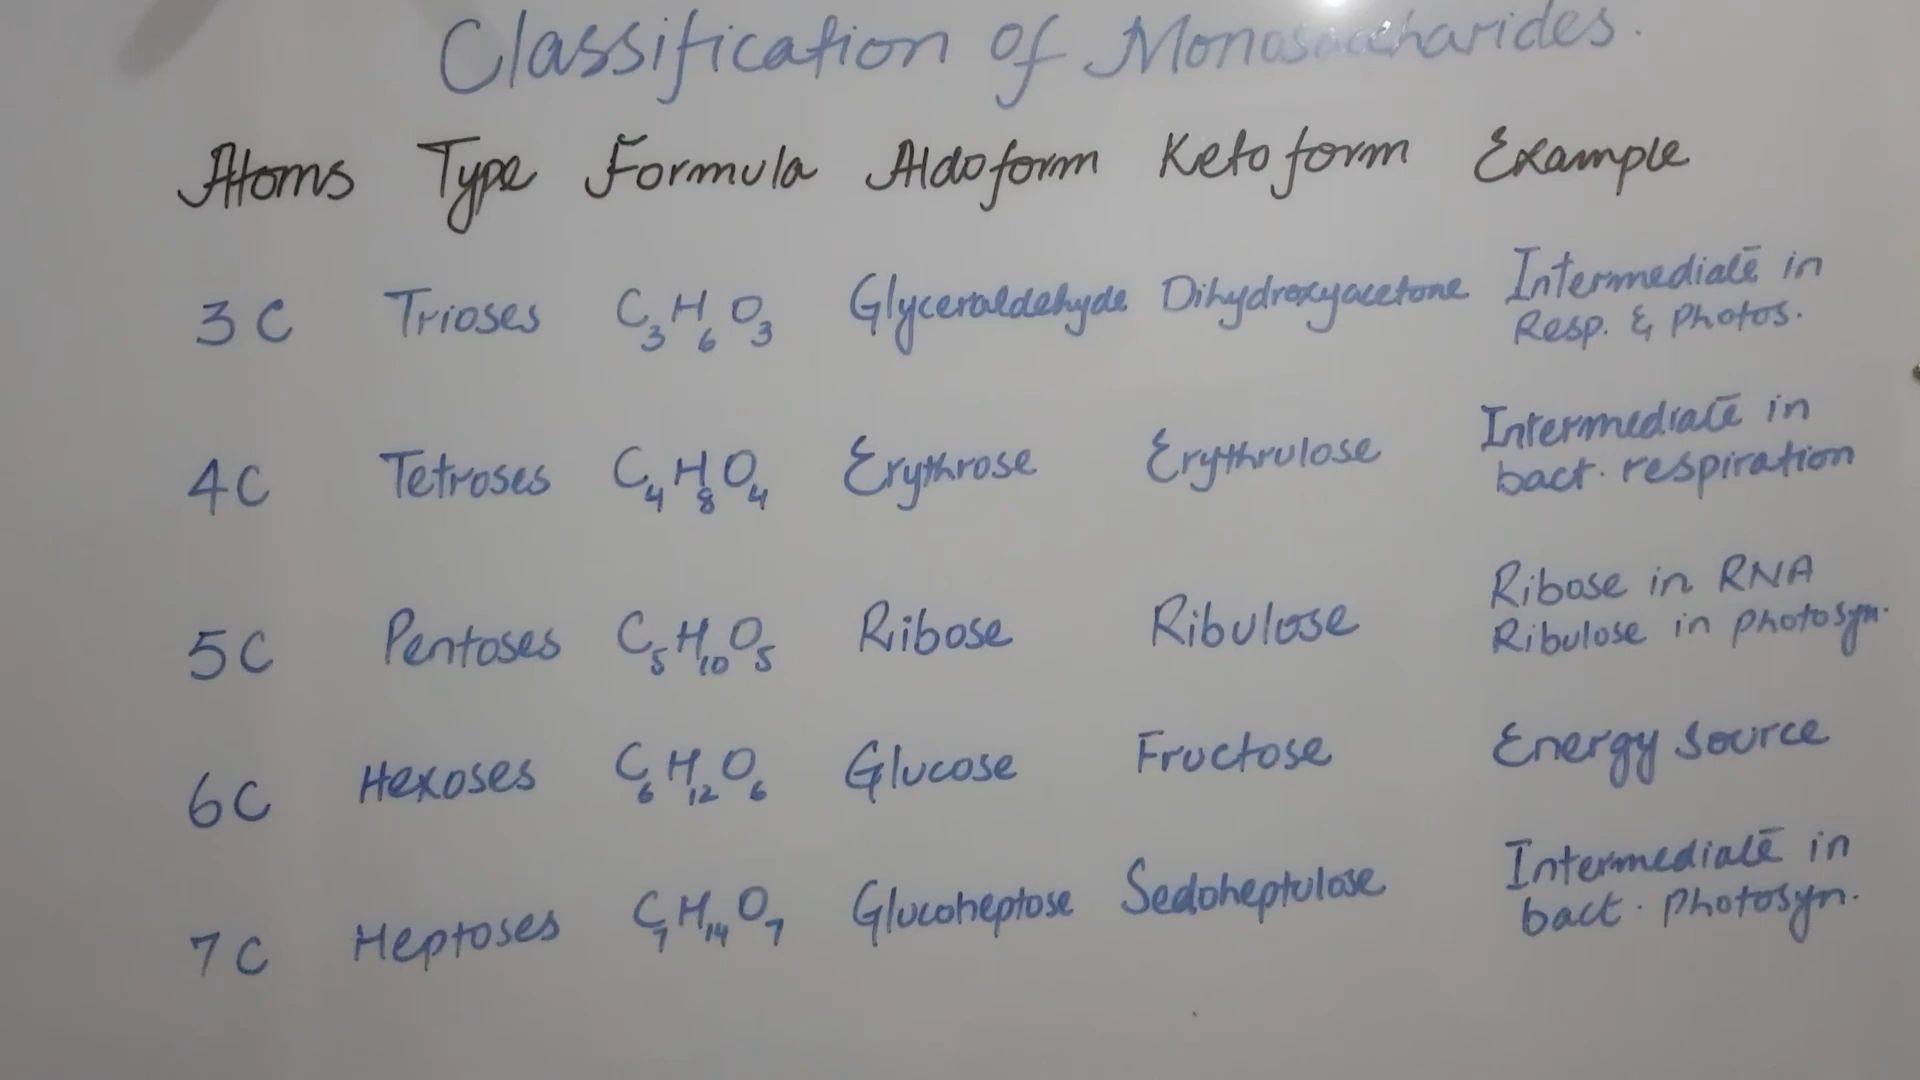 Classification of Monosaccharides.
Atoms Type Formula Aldoform Ketoform Example
3C Trioses C₃H₆O₃ Glyceraldehyde Dihydroxyacetone Intermediate in
Resp. & Photos.
4C Tetroses C₄H₈O₄ Erythrose Erythrulose Intermediate in
bact. respiration
5C Pentoses C₅H₁₀O₅ Ribose Ribulose Ribose in RNA
Ribulose in photosyn.
6C Hexoses C₆H₁₂O₆ Glucose Fructose Energy source
7C Heptoses C₇H₁₄O₇ Glucoheptose Sedoheptulose Intermediate in
bact. Photosyn.